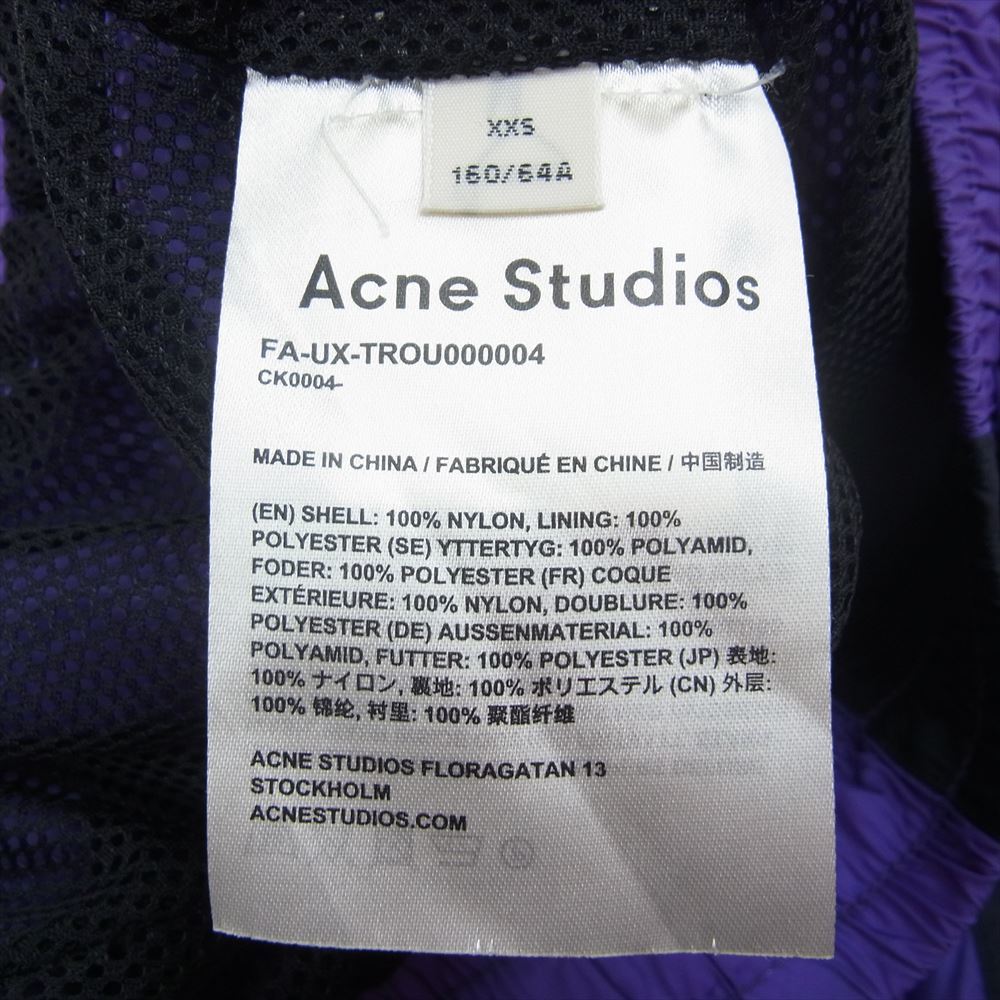 XXS
160/64A
Acne Studios
FA-UX-TROU000004
CK0004-
MADE IN CHINA / FABRIQUÉ EN CHINE / 中国制造
(EN) SHELL: 100% NYLON, LINING: 100%
POLYESTER (SE) YTTERTYG: 100% POLYAMID,
FODER: 100% POLYESTER (FR) COQUE
EXTÉRIEURE: 100% NYLON, DOUBLURE: 100%
POLYESTER (DE) AUSSENMATERIAL: 100%
POLYAMID, FUTTER: 100% POLYESTER (JP) 表地:
100% ナイロン, 裏地: 100% ポリエステル (CN) 外层:
100% 锦纶, 衬里: 100% 聚酯纤维
ACNE STUDIOS FLORAGATAN 13
STOCKHOLM
ACNESTUDIOS.COM